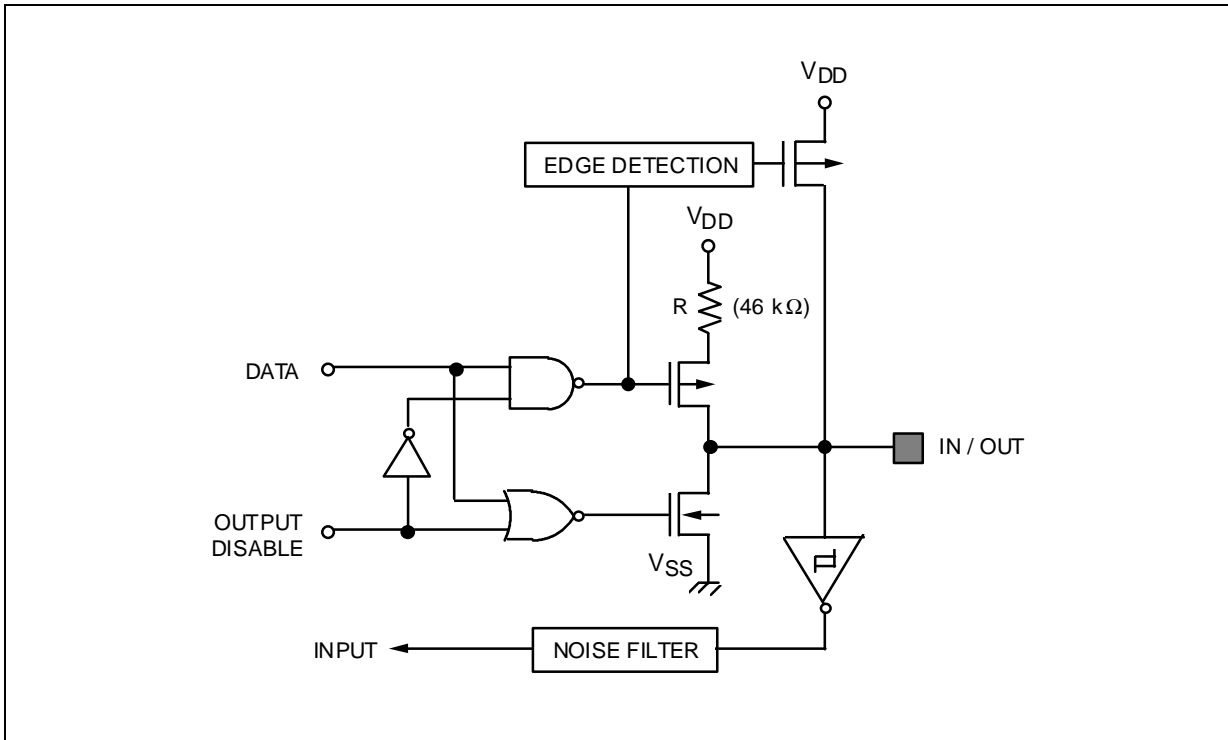 VDD
EDGE DETECTION
VDD
R (46 kΩ)
DATA
IN / OUT
OUTPUT
DISABLE
VSS
INPUT
NOISE FILTER